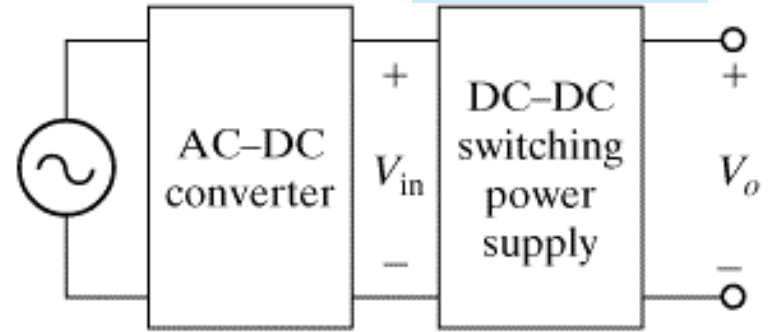 AC–DC
converter
+
V_in
–
DC–DC
switching
power
supply
+
V_o
–